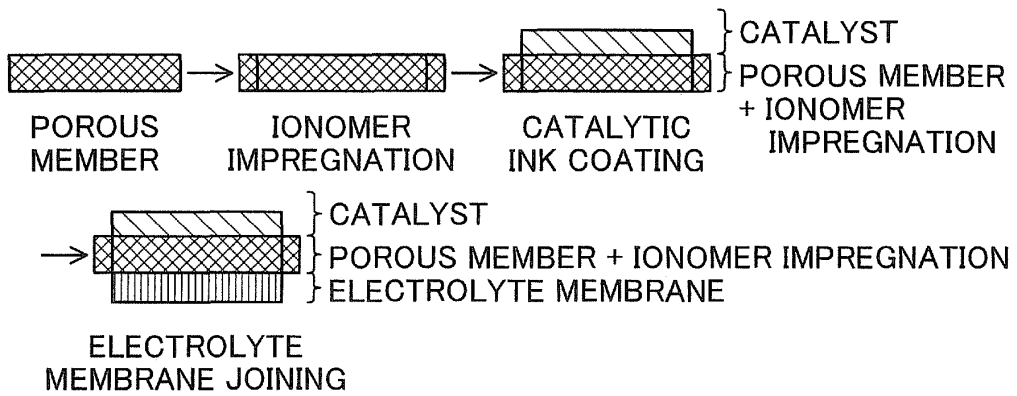 POROUS
MEMBER
IONOMER
IMPREGNATION
CATALYTIC
INK COATING
CATALYST
POROUS MEMBER
+ IONOMER
IMPREGNATION
CATALYST
POROUS MEMBER + IONOMER IMPREGNATION
ELECTROLYTE MEMBRANE
ELECTROLYTE
MEMBRANE JOINING